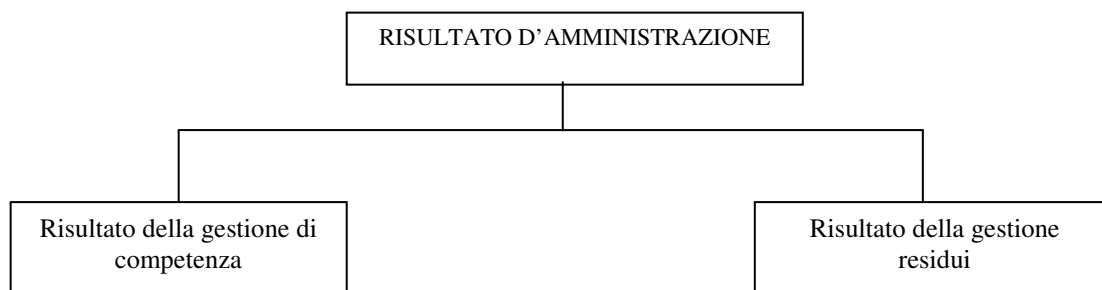 RISULTATO D’AMMINISTRAZIONE
Risultato della gestione di
competenza
Risultato della gestione
residui